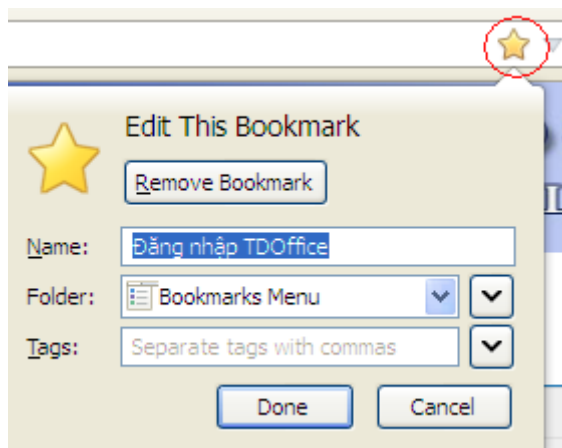 Edit This Bookmark
Remove Bookmark
Name: Đăng nhập TDOffice
Folder: Bookmarks Menu
Tags: Separate tags with commas
Done Cancel